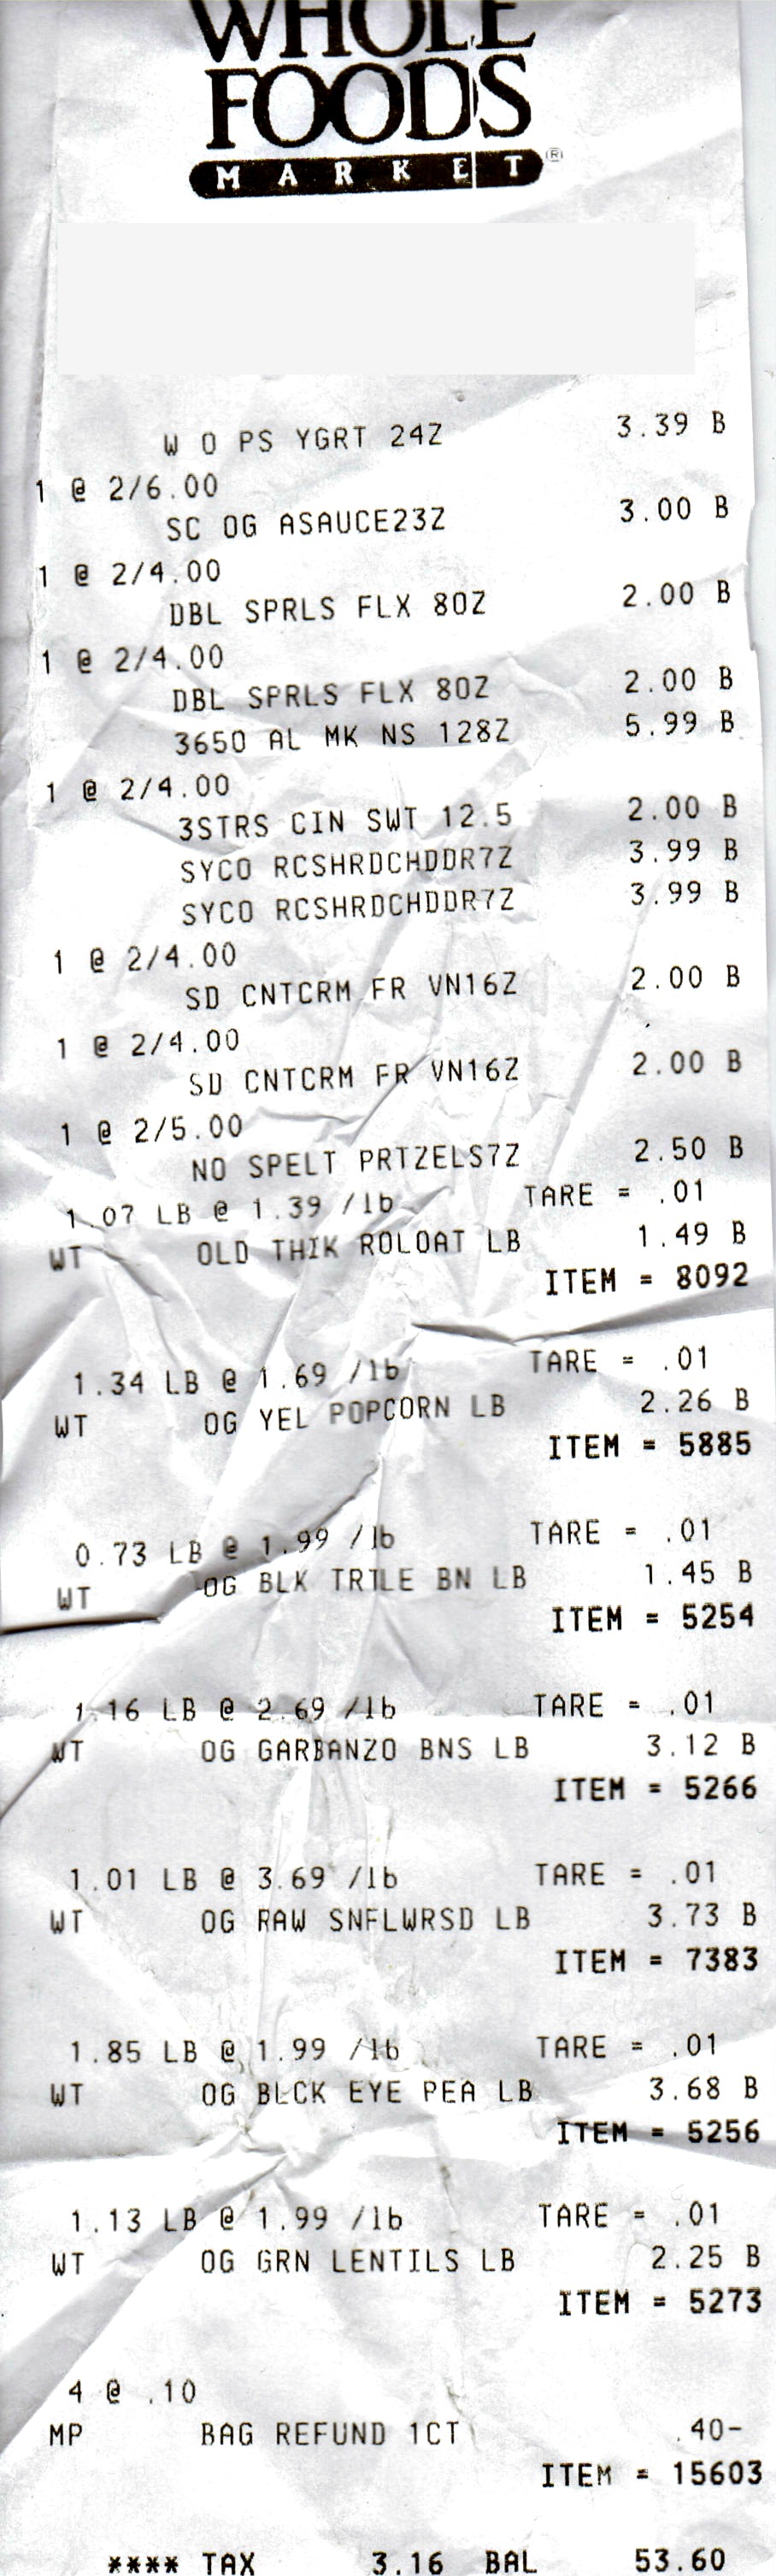 WHOLE
FOODS
MARKET®
W O PS YGRT 24Z 3.39 B
1 @ 2/6.00
SC OG ASAUCE23Z 3.00 B
1 @ 2/4.00
DBL SPRLS FLX 8OZ 2.00 B
1 @ 2/4.00
DBL SPRLS FLX 8OZ 2.00 B
3650 AL MK NS 128Z 5.99 B
1 @ 2/4.00
3STRS CIN SWT 12.5 2.00 B
SYCO RCSHRDCHDDR7Z 3.99 B
SYCO RCSHRDCHDDR7Z 3.99 B
1 @ 2/4.00
SD CNTCRM FR VN16Z 2.00 B
1 @ 2/4.00
SD CNTCRM FR VN16Z 2.00 B
1 @ 2/5.00
NO SPELT PRTZELS7Z 2.50 B
1.07 LB @ 1.39 /lb TARE = .01
WT OLD THIK ROLOAT LB 1.49 B
ITEM = 8092
1.34 LB @ 1.69 /lb TARE = .01
WT OG YEL POPCORN LB 2.26 B
ITEM = 5885
0.73 LB @ 1.99 /lb TARE = .01
WT OG BLK TRTLE BN LB 1.45 B
ITEM = 5254
1.16 LB @ 2.69 /lb TARE = .01
WT OG GARBANZO BNS LB 3.12 B
ITEM = 5266
1.01 LB @ 3.69 /lb TARE = .01
WT OG RAW SNFLWRSD LB 3.73 B
ITEM = 7383
1.85 LB @ 1.99 /lb TARE = .01
WT OG BLCK EYE PEA LB 3.68 B
ITEM = 5256
1.13 LB @ 1.99 /lb TARE = .01
WT OG GRN LENTILS LB 2.25 B
ITEM = 5273
4 @ .10
MP BAG REFUND 1CT .40-
ITEM = 15603
**** TAX 3.16 BAL 53.60